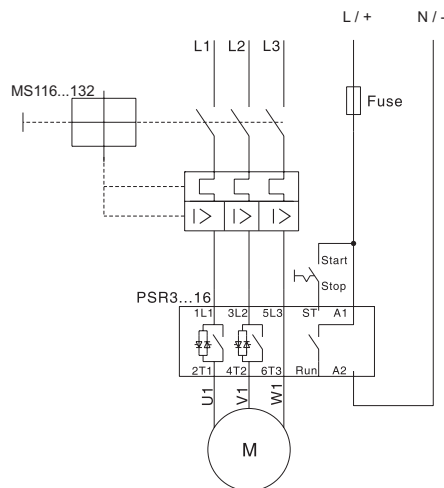 L / + N / -
L1 L2 L3
MS116...132
Fuse
I> I> I>
Start
Stop
PSR3...16
1L1 3L2 5L3 ST A1
2T1 4T2 6T3 Run A2
U1 V1 W1
M